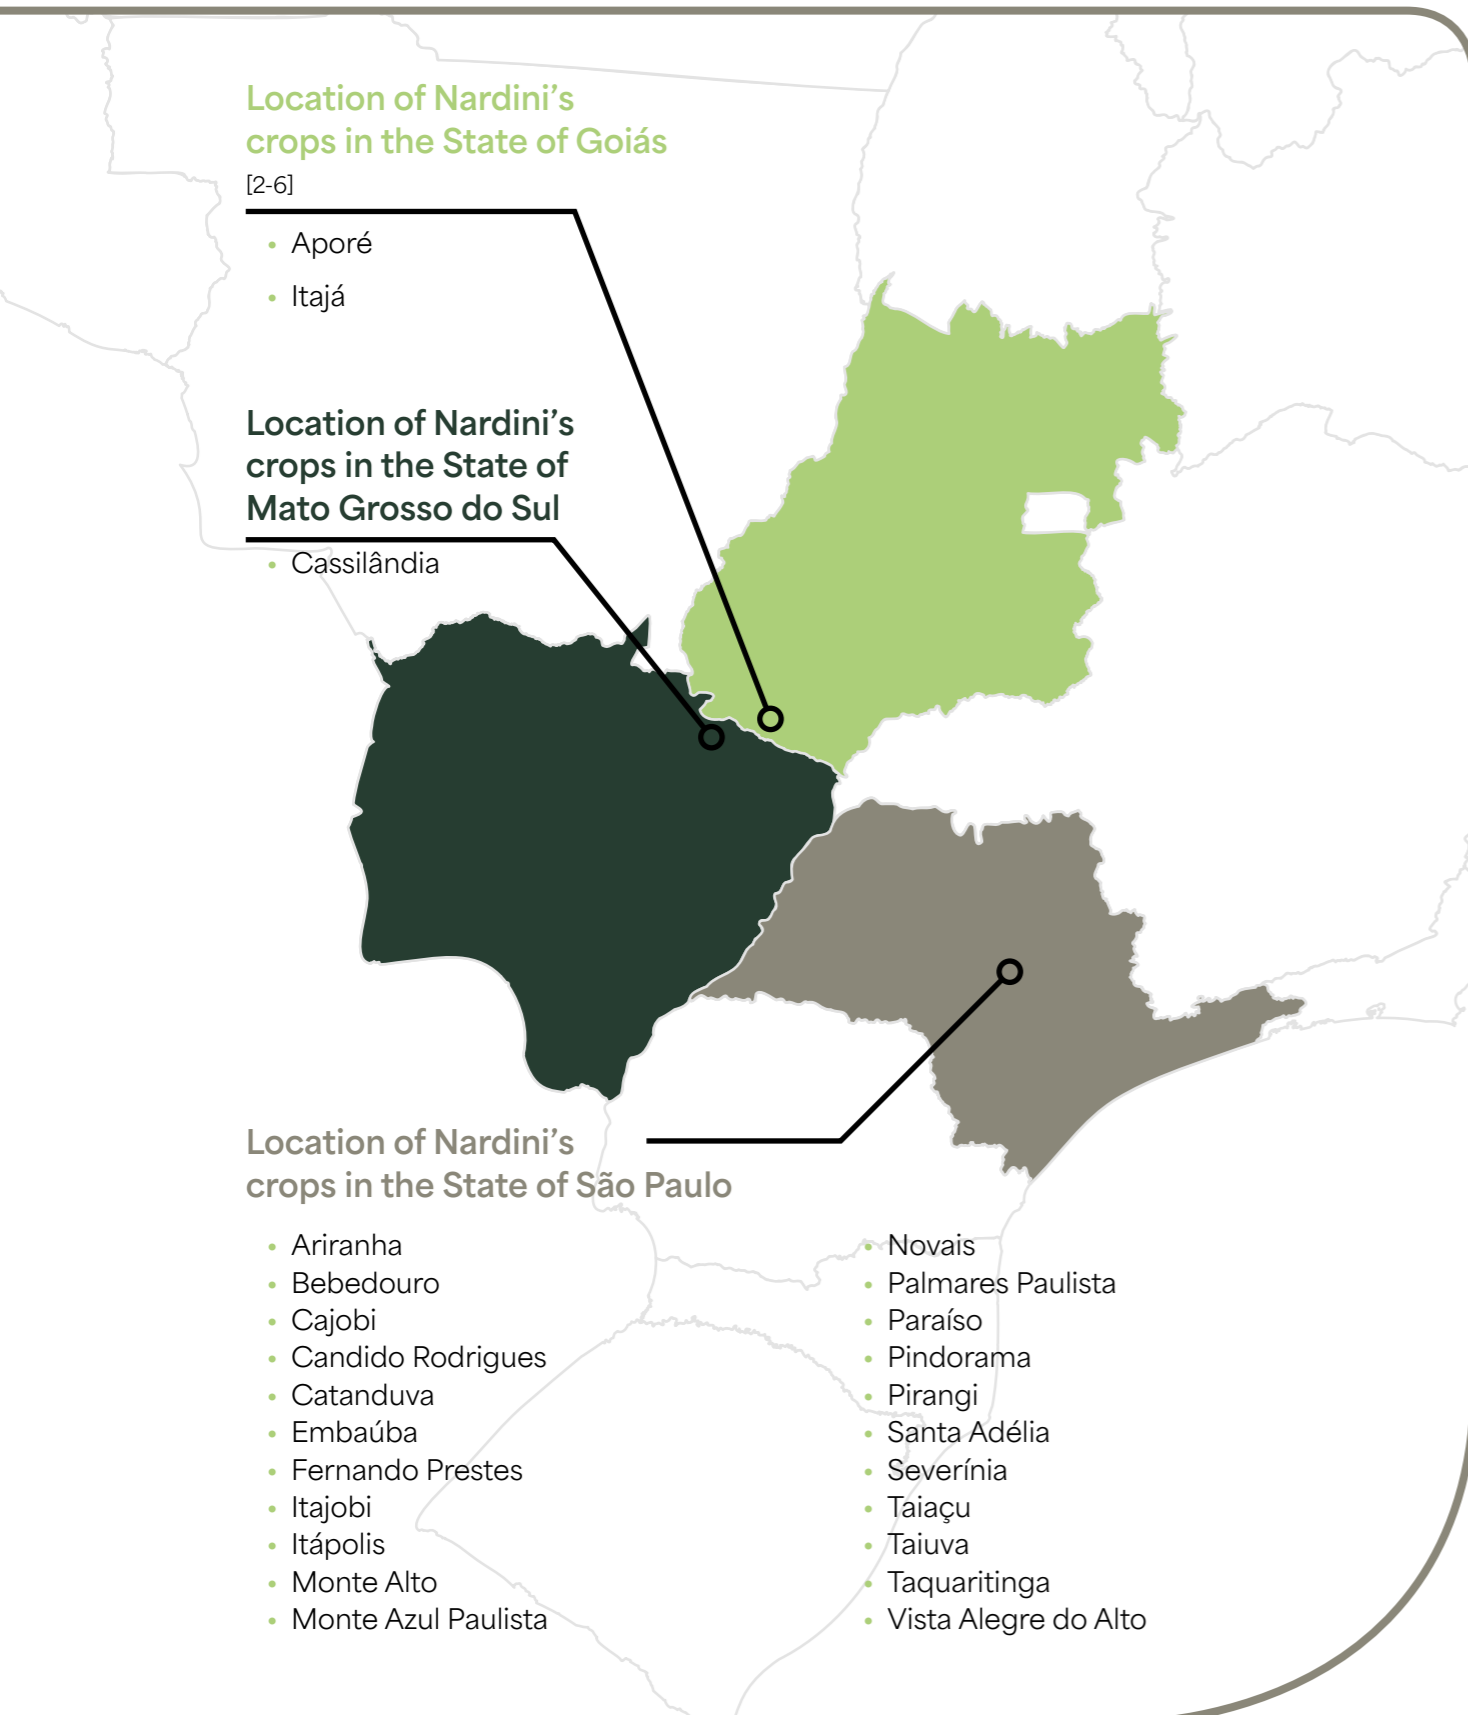 Location of Nardini’s
crops in the State of Goiás
[2-6]
• Aporé
• Itajá
Location of Nardini’s
crops in the State of
Mato Grosso do Sul
• Cassilândia
Location of Nardini’s
crops in the State of São Paulo
• Ariranha
• Bebedouro
• Cajobi
• Candido Rodrigues
• Catanduva
• Embaúba
• Fernando Prestes
• Itajobi
• Itápolis
• Monte Alto
• Monte Azul Paulista
• Novais
• Palmares Paulista
• Paraíso
• Pindorama
• Pirangi
• Santa Adélia
• Severínia
• Taiaçu
• Taiuva
• Taquaritinga
• Vista Alegre do Alto